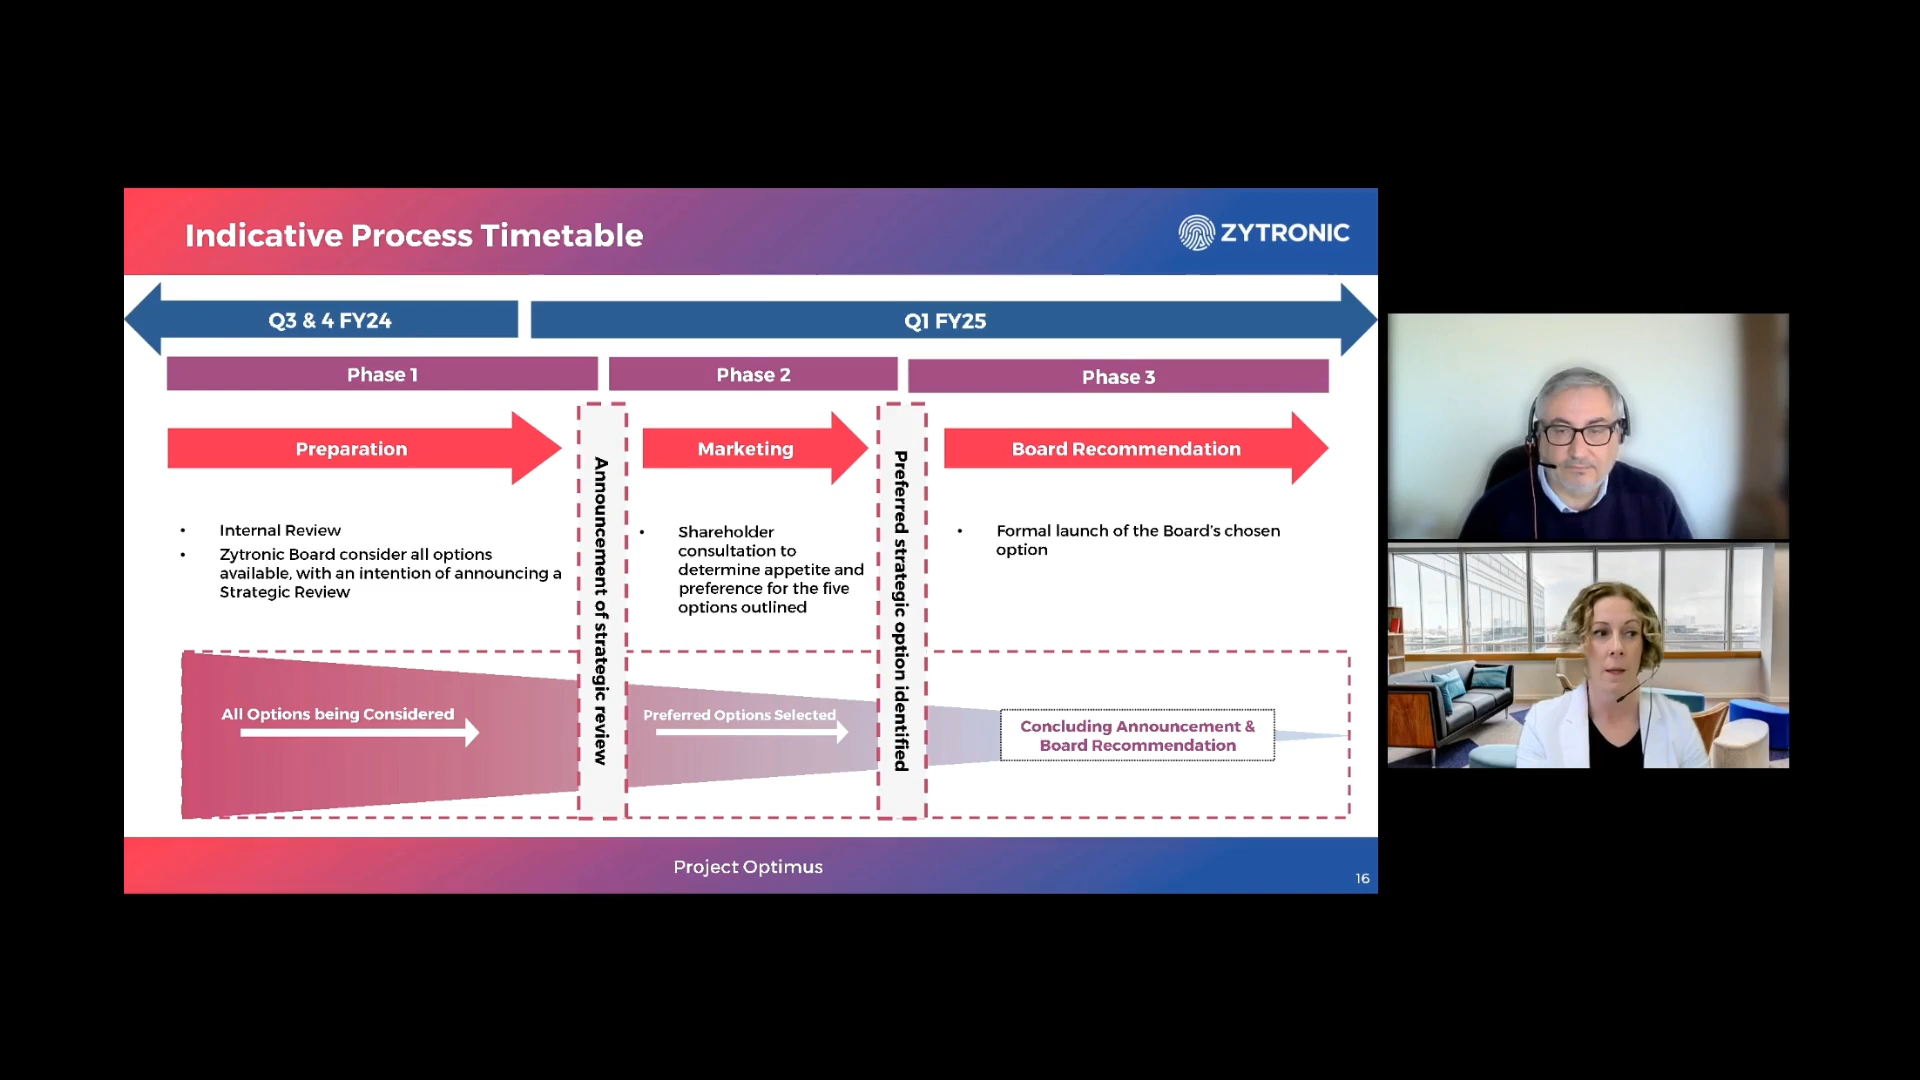 Indicative Process Timetable
ZYTRONIC
Q3 & 4 FY24
Q1 FY25
Phase 1
Phase 2
Phase 3
Preparation
Marketing
Board Recommendation
• Internal Review
• Zytronic Board consider all options
available, with an intention of announcing a
Strategic Review
Announcement of strategic review
• Shareholder
consultation to
determine appetite and
preference for the five
options outlined
Preferred strategic option identified
• Formal launch of the Board's chosen
option
All Options being Considered
Preferred Options Selected
Concluding Announcement &
Board Recommendation
Project Optimus
16